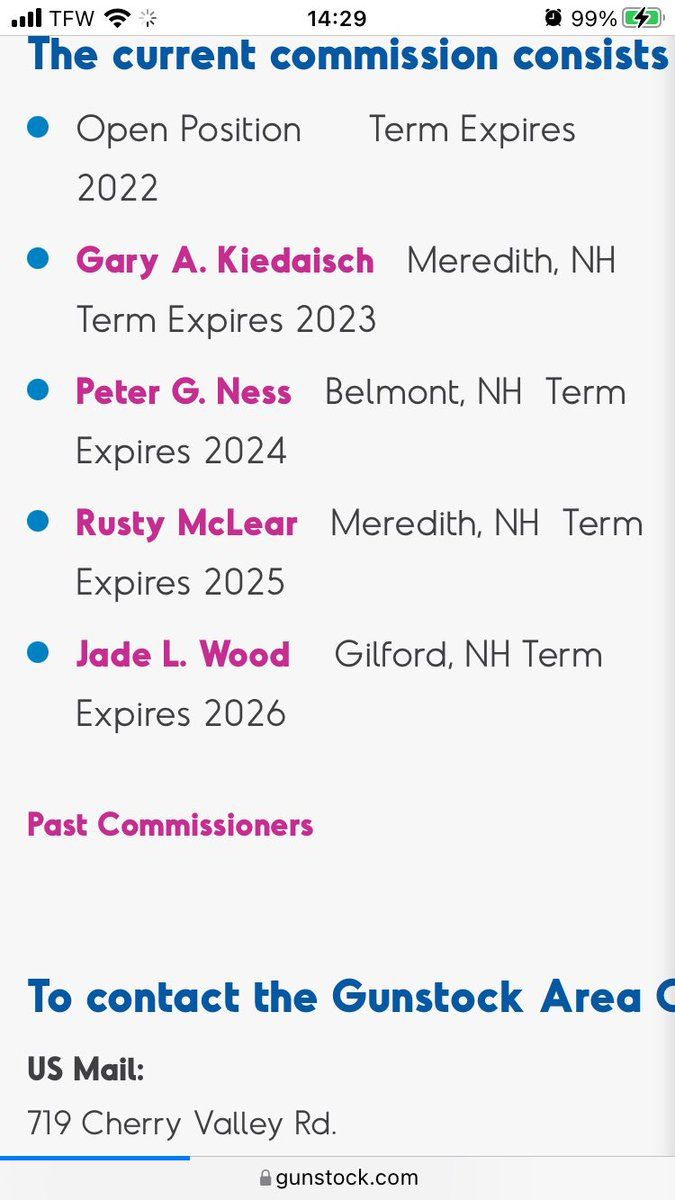 TFW 14:29 99%
The current commission consists
Open Position Term Expires
2022
Gary A. Kiedaisch Meredith, NH
Term Expires 2023
Peter G. Ness Belmont, NH Term
Expires 2024
Rusty McLear Meredith, NH Term
Expires 2025
Jade L. Wood Gilford, NH Term
Expires 2026
Past Commissioners
To contact the Gunstock Area
US Mail:
719 Cherry Valley Rd.
gunstock.com